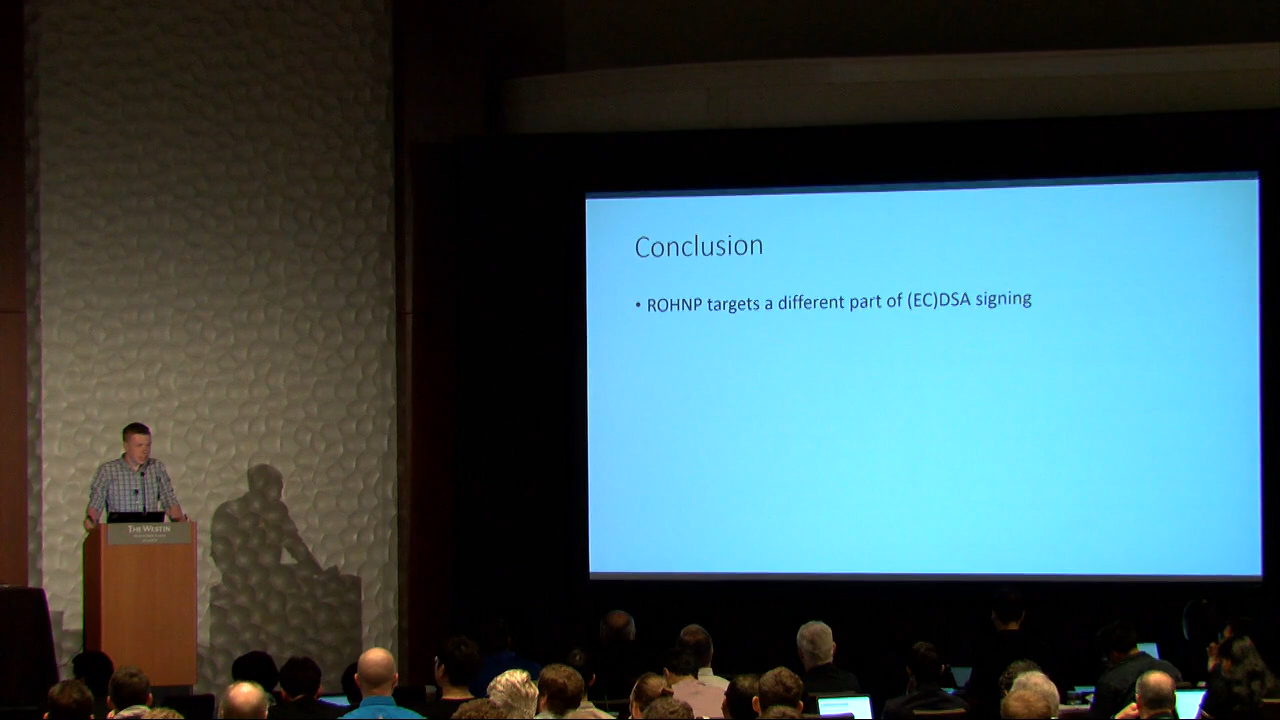 Conclusion
• ROHNP targets a different part of (EC)DSA signing
THE WESTIN